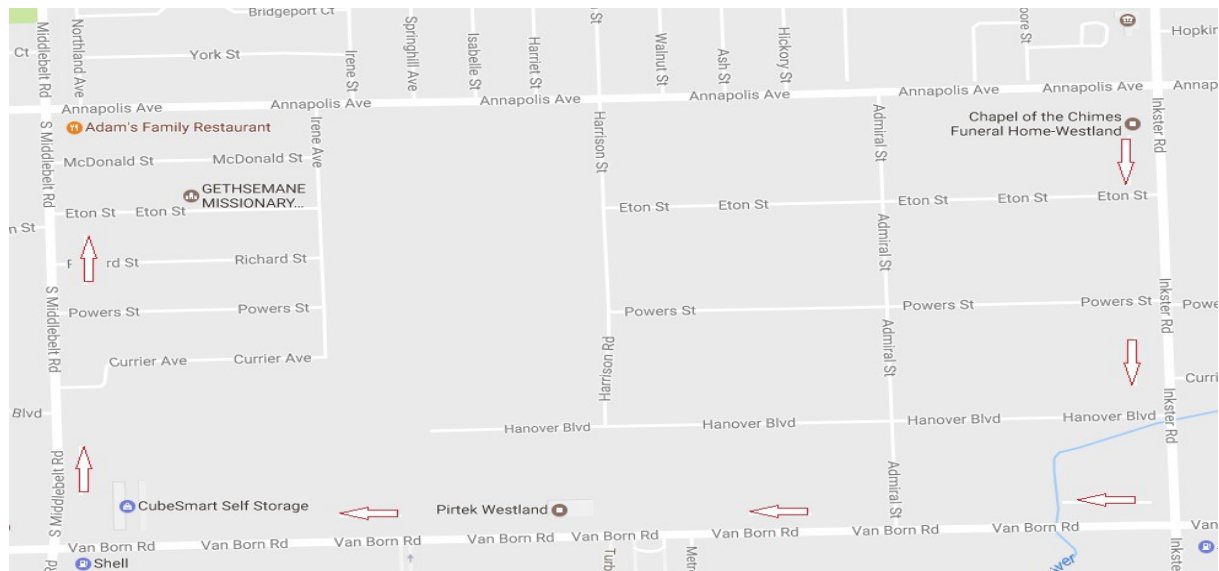 Bridgeport Ct
St
Hopkin
Ct
Northland Ave
York St
Irene St
Springhill Ave
Isabelle St
Harriet St
Walnut St
Ash St
Hickory St
Middlebelt Rd
Annapolis Ave
Annapolis Ave
Annapolis Ave
Annapolis Ave
Annapolis Ave
Annapolis Ave
Annap
Adam's Family Restaurant
Chapel of the Chimes
Funeral Home-Westland
Inkster Rd
Irene Ave
Harrison St
Admiral St
McDonald St
McDonald St
S Middlebelt Rd
GETHSEMANE
MISSIONARY...
Eton St
Eton St
Eton St
Eton St
Eton St
Eton St
Eton St
St
Admiral St
rd St
Richard St
S Middlebelt Rd
Inkster Rd
Powers St
Powers St
Powers St
Powers St
Powers St
Powe
Admiral St
Currier Ave
Currier Ave
Harrison Rd
Curri
Blvd
Hanover Blvd
Hanover Blvd
Hanover Blvd
Hanover Blvd
Inkster Rd
S Middlebelt Rd
Admiral St
CubeSmart Self Storage
Pirtek Westland
Van Born Rd
Van Born Rd
Van Born Rd
Van Born Rd
Van Born Rd
Van Born Rd
Van Born Rd
Van Born Rd
Van
Shell
Turb
Metr
Inkste